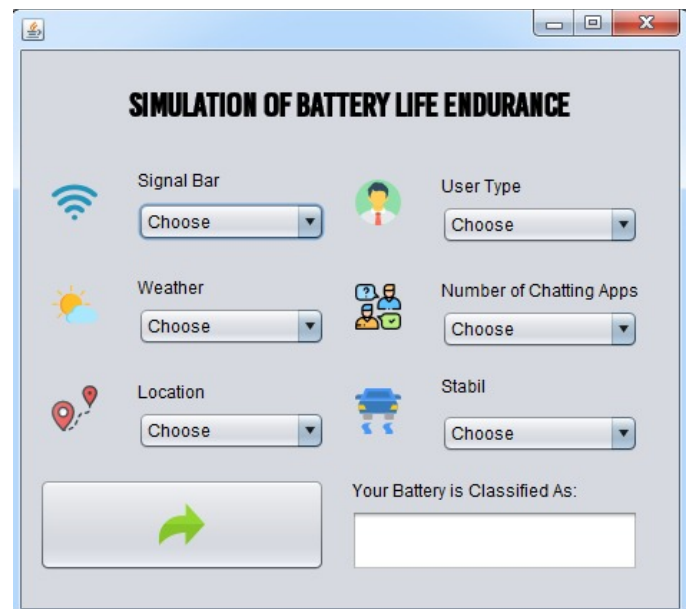 SIMULATION OF BATTERY LIFE ENDURANCE
Signal Bar
Choose
User Type
Choose
Weather
Choose
Number of Chatting Apps
Choose
Location
Choose
Stabil
Choose
Your Battery is Classified As: